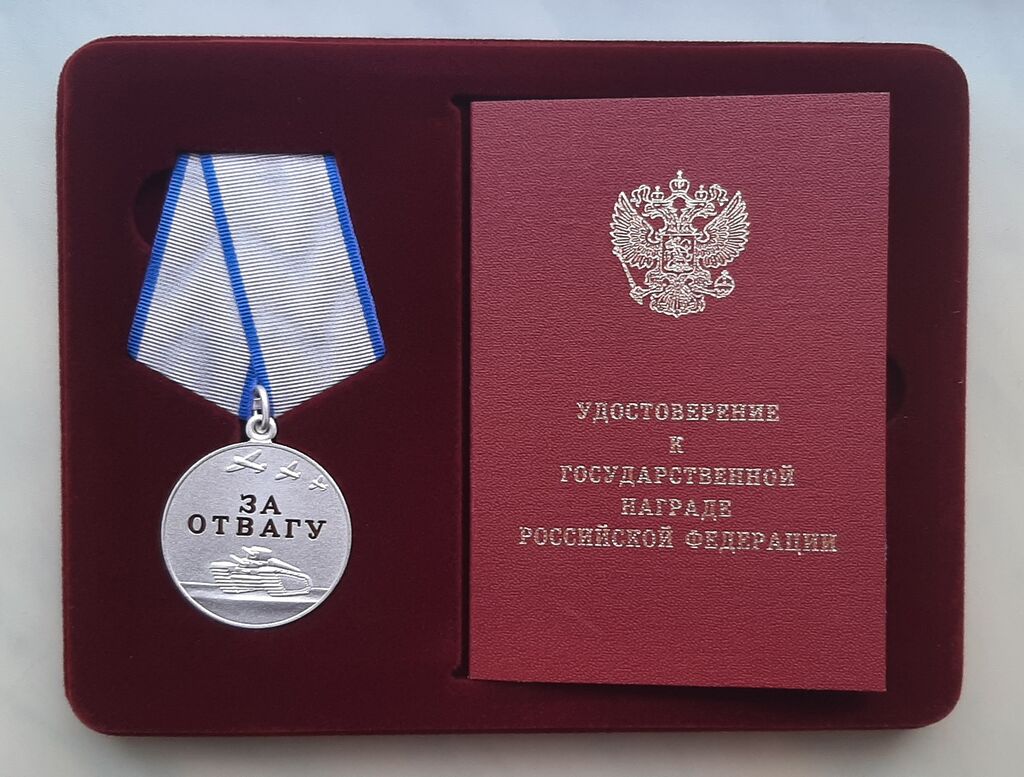 ЗА
ОТВАГУ
УДОСТОВЕРЕНИЕ
К
ГОСУДАРСТВЕННОЙ
НАГРАДЕ
РОССИЙСКОЙ ФЕДЕРАЦИИ